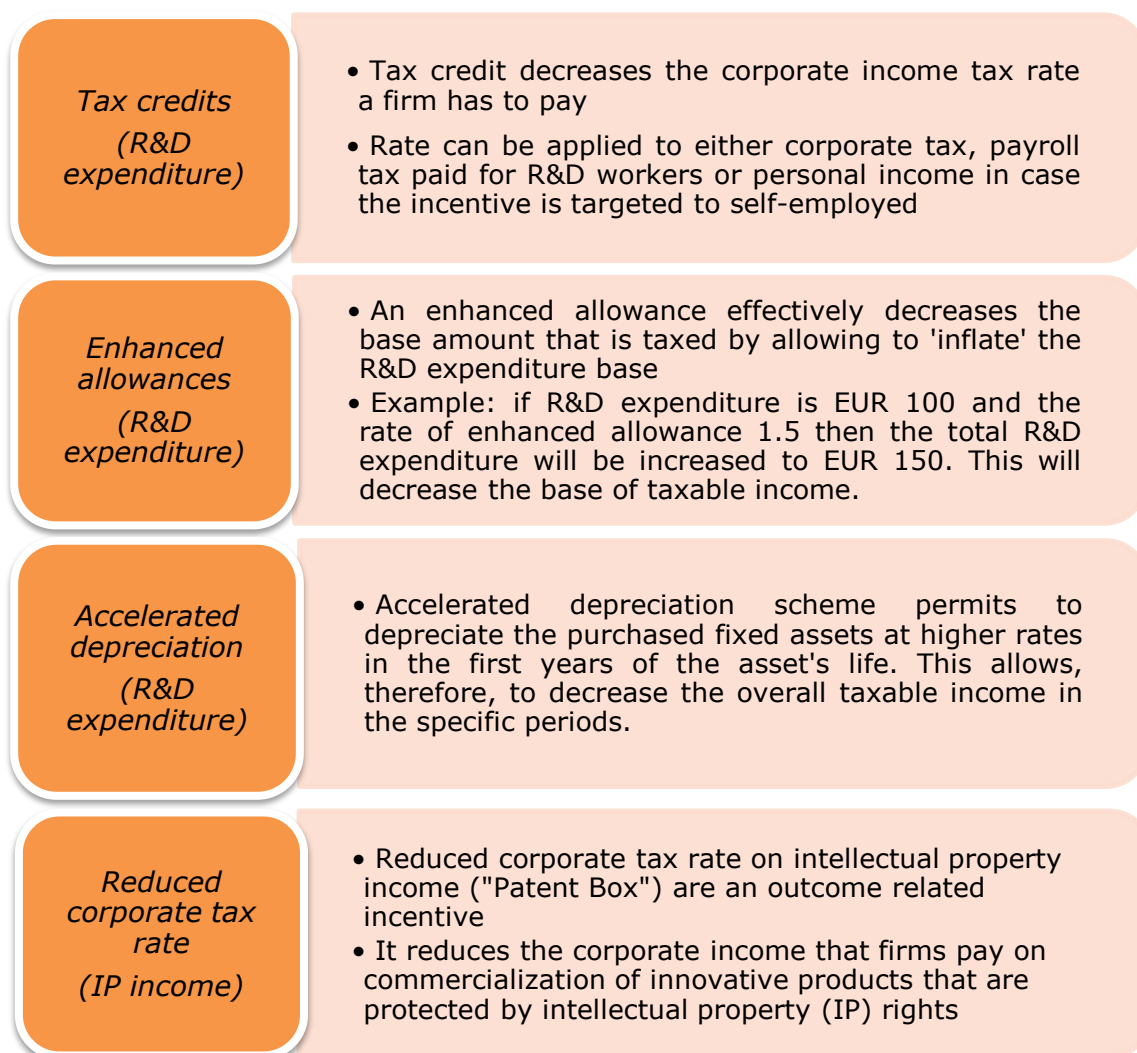 Tax credits
(R&D
expenditure)
• Tax credit decreases the corporate income tax rate
a firm has to pay
• Rate can be applied to either corporate tax, payroll
tax paid for R&D workers or personal income in case
the incentive is targeted to self-employed
Enhanced
allowances
(R&D
expenditure)
• An enhanced allowance effectively decreases the
base amount that is taxed by allowing to 'inflate' the
R&D expenditure base
• Example: if R&D expenditure is EUR 100 and the
rate of enhanced allowance 1.5 then the total R&D
expenditure will be increased to EUR 150. This will
decrease the base of taxable income.
Accelerated
depreciation
(R&D
expenditure)
• Accelerated depreciation scheme permits to
depreciate the purchased fixed assets at higher rates
in the first years of the asset's life. This allows,
therefore, to decrease the overall taxable income in
the specific periods.
Reduced
corporate tax
rate
(IP income)
• Reduced corporate tax rate on intellectual property
income ("Patent Box") are an outcome related
incentive
• It reduces the corporate income that firms pay on
commercialization of innovative products that are
protected by intellectual property (IP) rights